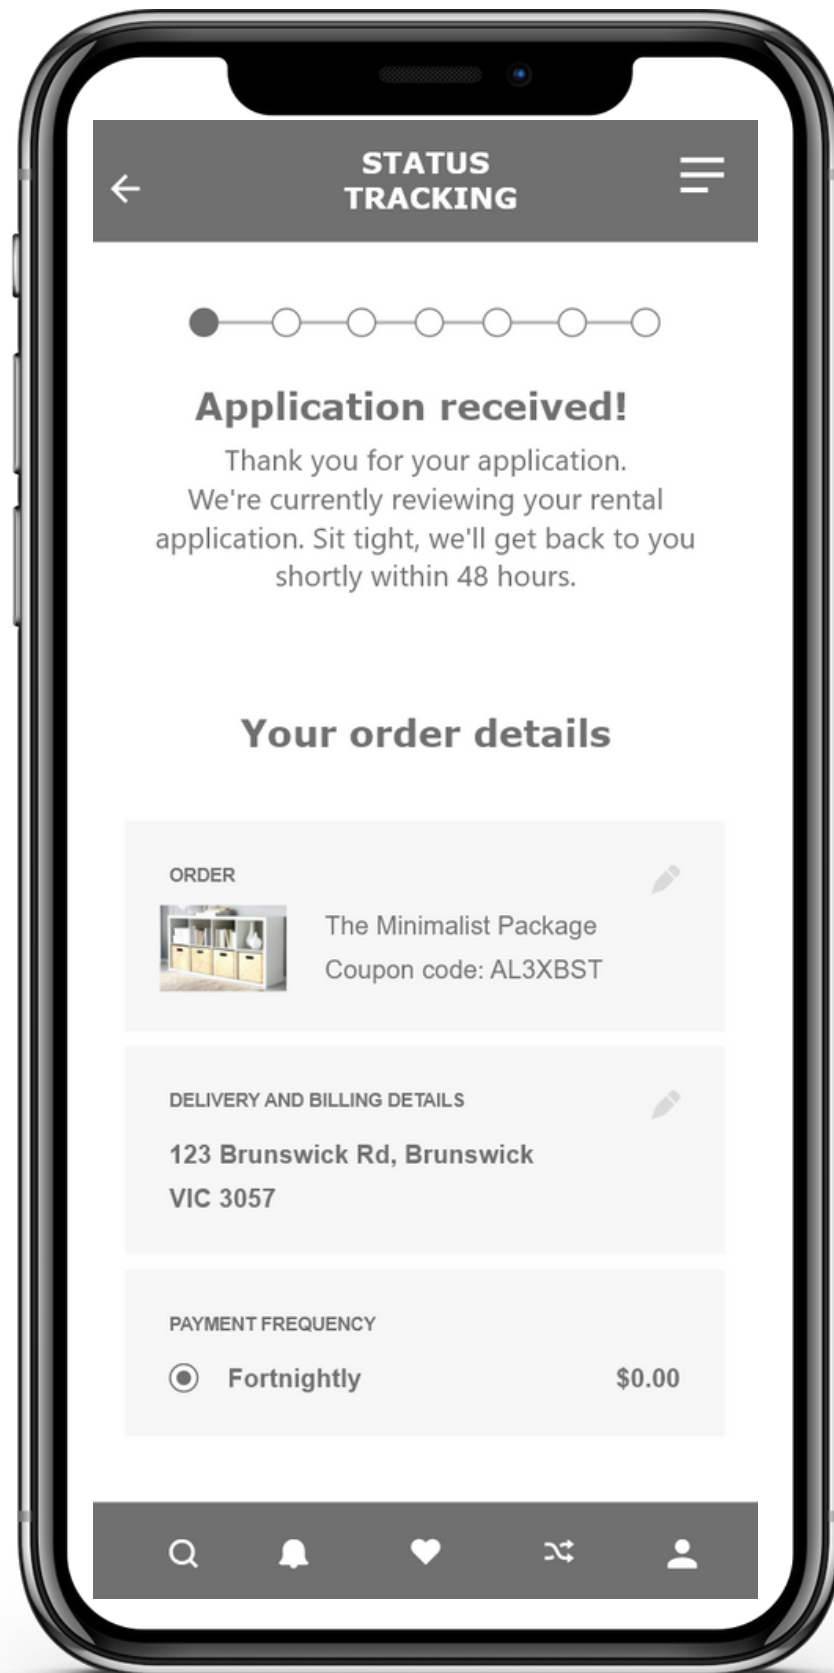 STATUS
TRACKING
Application received!
Thank you for your application.
We're currently reviewing your rental
application. Sit tight, we'll get back to you
shortly within 48 hours.
Your order details
ORDER
The Minimalist Package
Coupon code: AL3XBST
DELIVERY AND BILLING DETAILS
123 Brunswick Rd, Brunswick
VIC 3057
PAYMENT FREQUENCY
Fortnightly $0.00